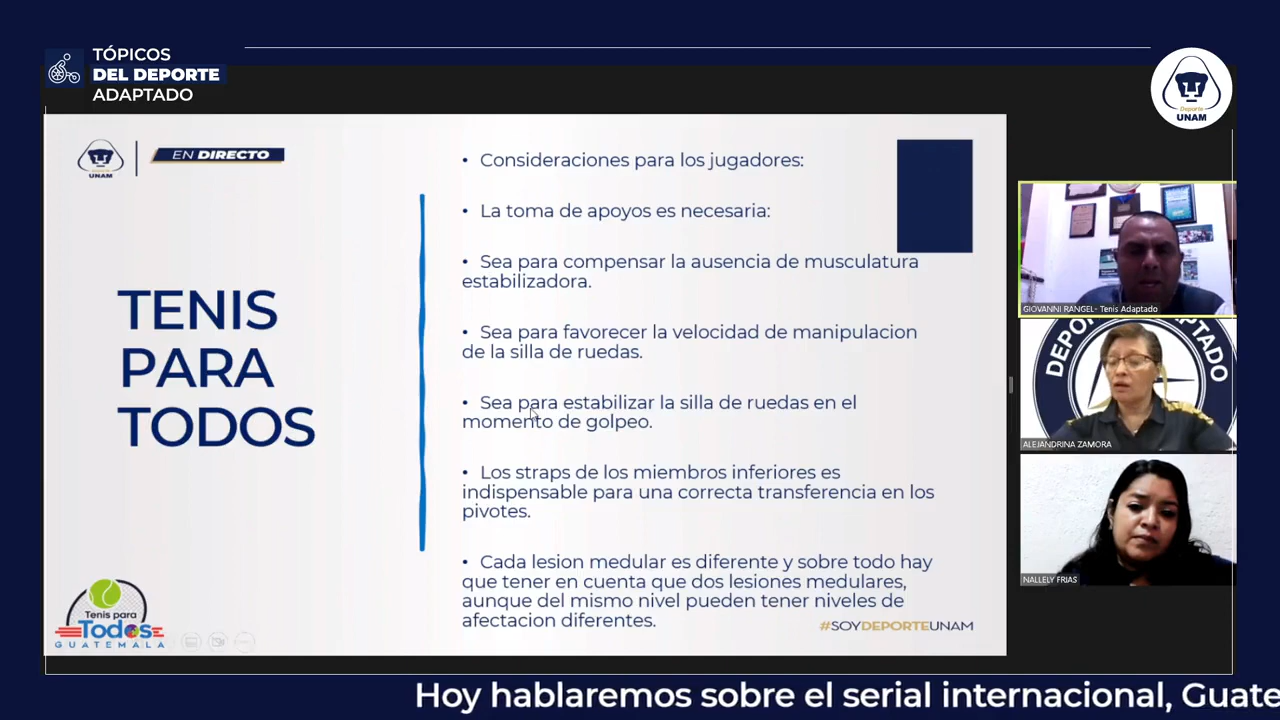 TÓPICOS
DEL DEPORTE
ADAPTADO
Deporte
UNAM
UNAM
EN DIRECTO
TENIS
PARA
TODOS
• Consideraciones para los jugadores:
• La toma de apoyos es necesaria:
• Sea para compensar la ausencia de musculatura
estabilizadora.
• Sea para favorecer la velocidad de manipulacion
de la silla de ruedas.
• Sea para estabilizar la silla de ruedas en el
momento de golpeo.
• Los straps de los miembros inferiores es
indispensable para una correcta transferencia en los
pivotes.
• Cada lesion medular es diferente y sobre todo hay
que tener en cuenta que dos lesiones medulares,
aunque del mismo nivel pueden tener niveles de
afectacion diferentes.
#SOYDEPORTEUNAM
Tenis para
Todos
GUATEMALA
GIOVANNI RANGEL- Tenis Adaptado
DEPOR
APTADO
ALEJANDRINA ZAMORA
NALLELY FRIAS
Hoy hablaremos sobre el serial internacional, Guate